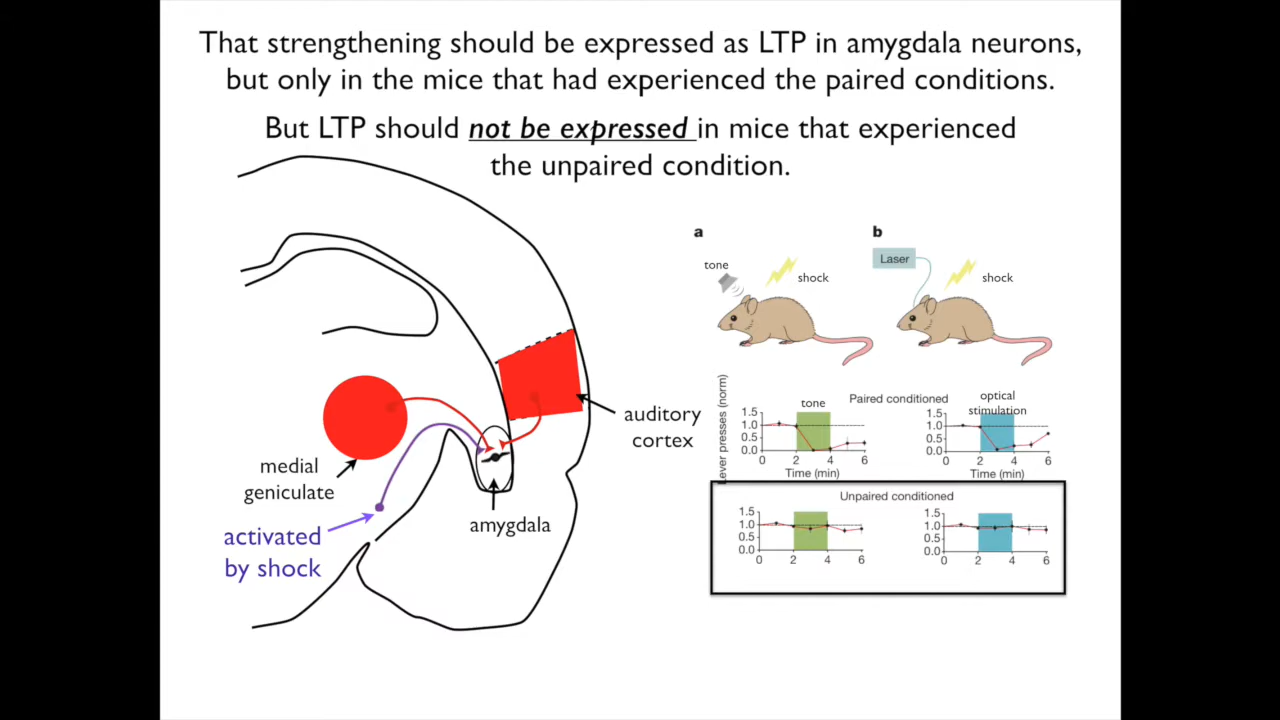 That strengthening should be expressed as LTP in amygdala neurons,
but only in the mice that had experienced the paired conditions.
But LTP should not be expressed in mice that experienced
the unpaired condition.
a
b
tone
shock
Laser
shock
auditory
cortex
medial
geniculate
amygdala
activated
by shock
Lever presses (norm)
Paired conditioned
tone
1.5
1.0
0.5
0.0
0 2 4 6
Time (min)
optical
stimulation
1.5
1.0
0.5
0.0
0 2 4 6
Time (min)
Unpaired conditioned
1.5
1.0
0.5
0.0
0 2 4 6
1.5
1.0
0.5
0.0
0 2 4 6